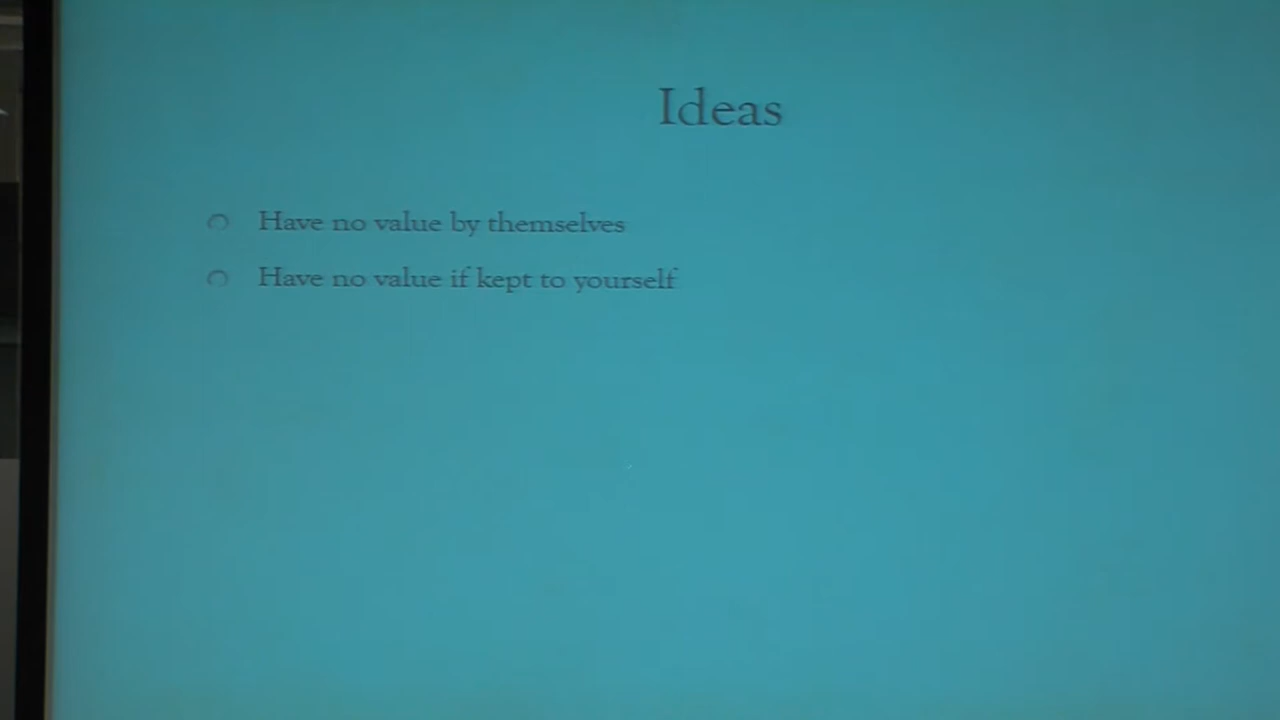 Ideas
Have no value by themselves
Have no value if kept to yourself